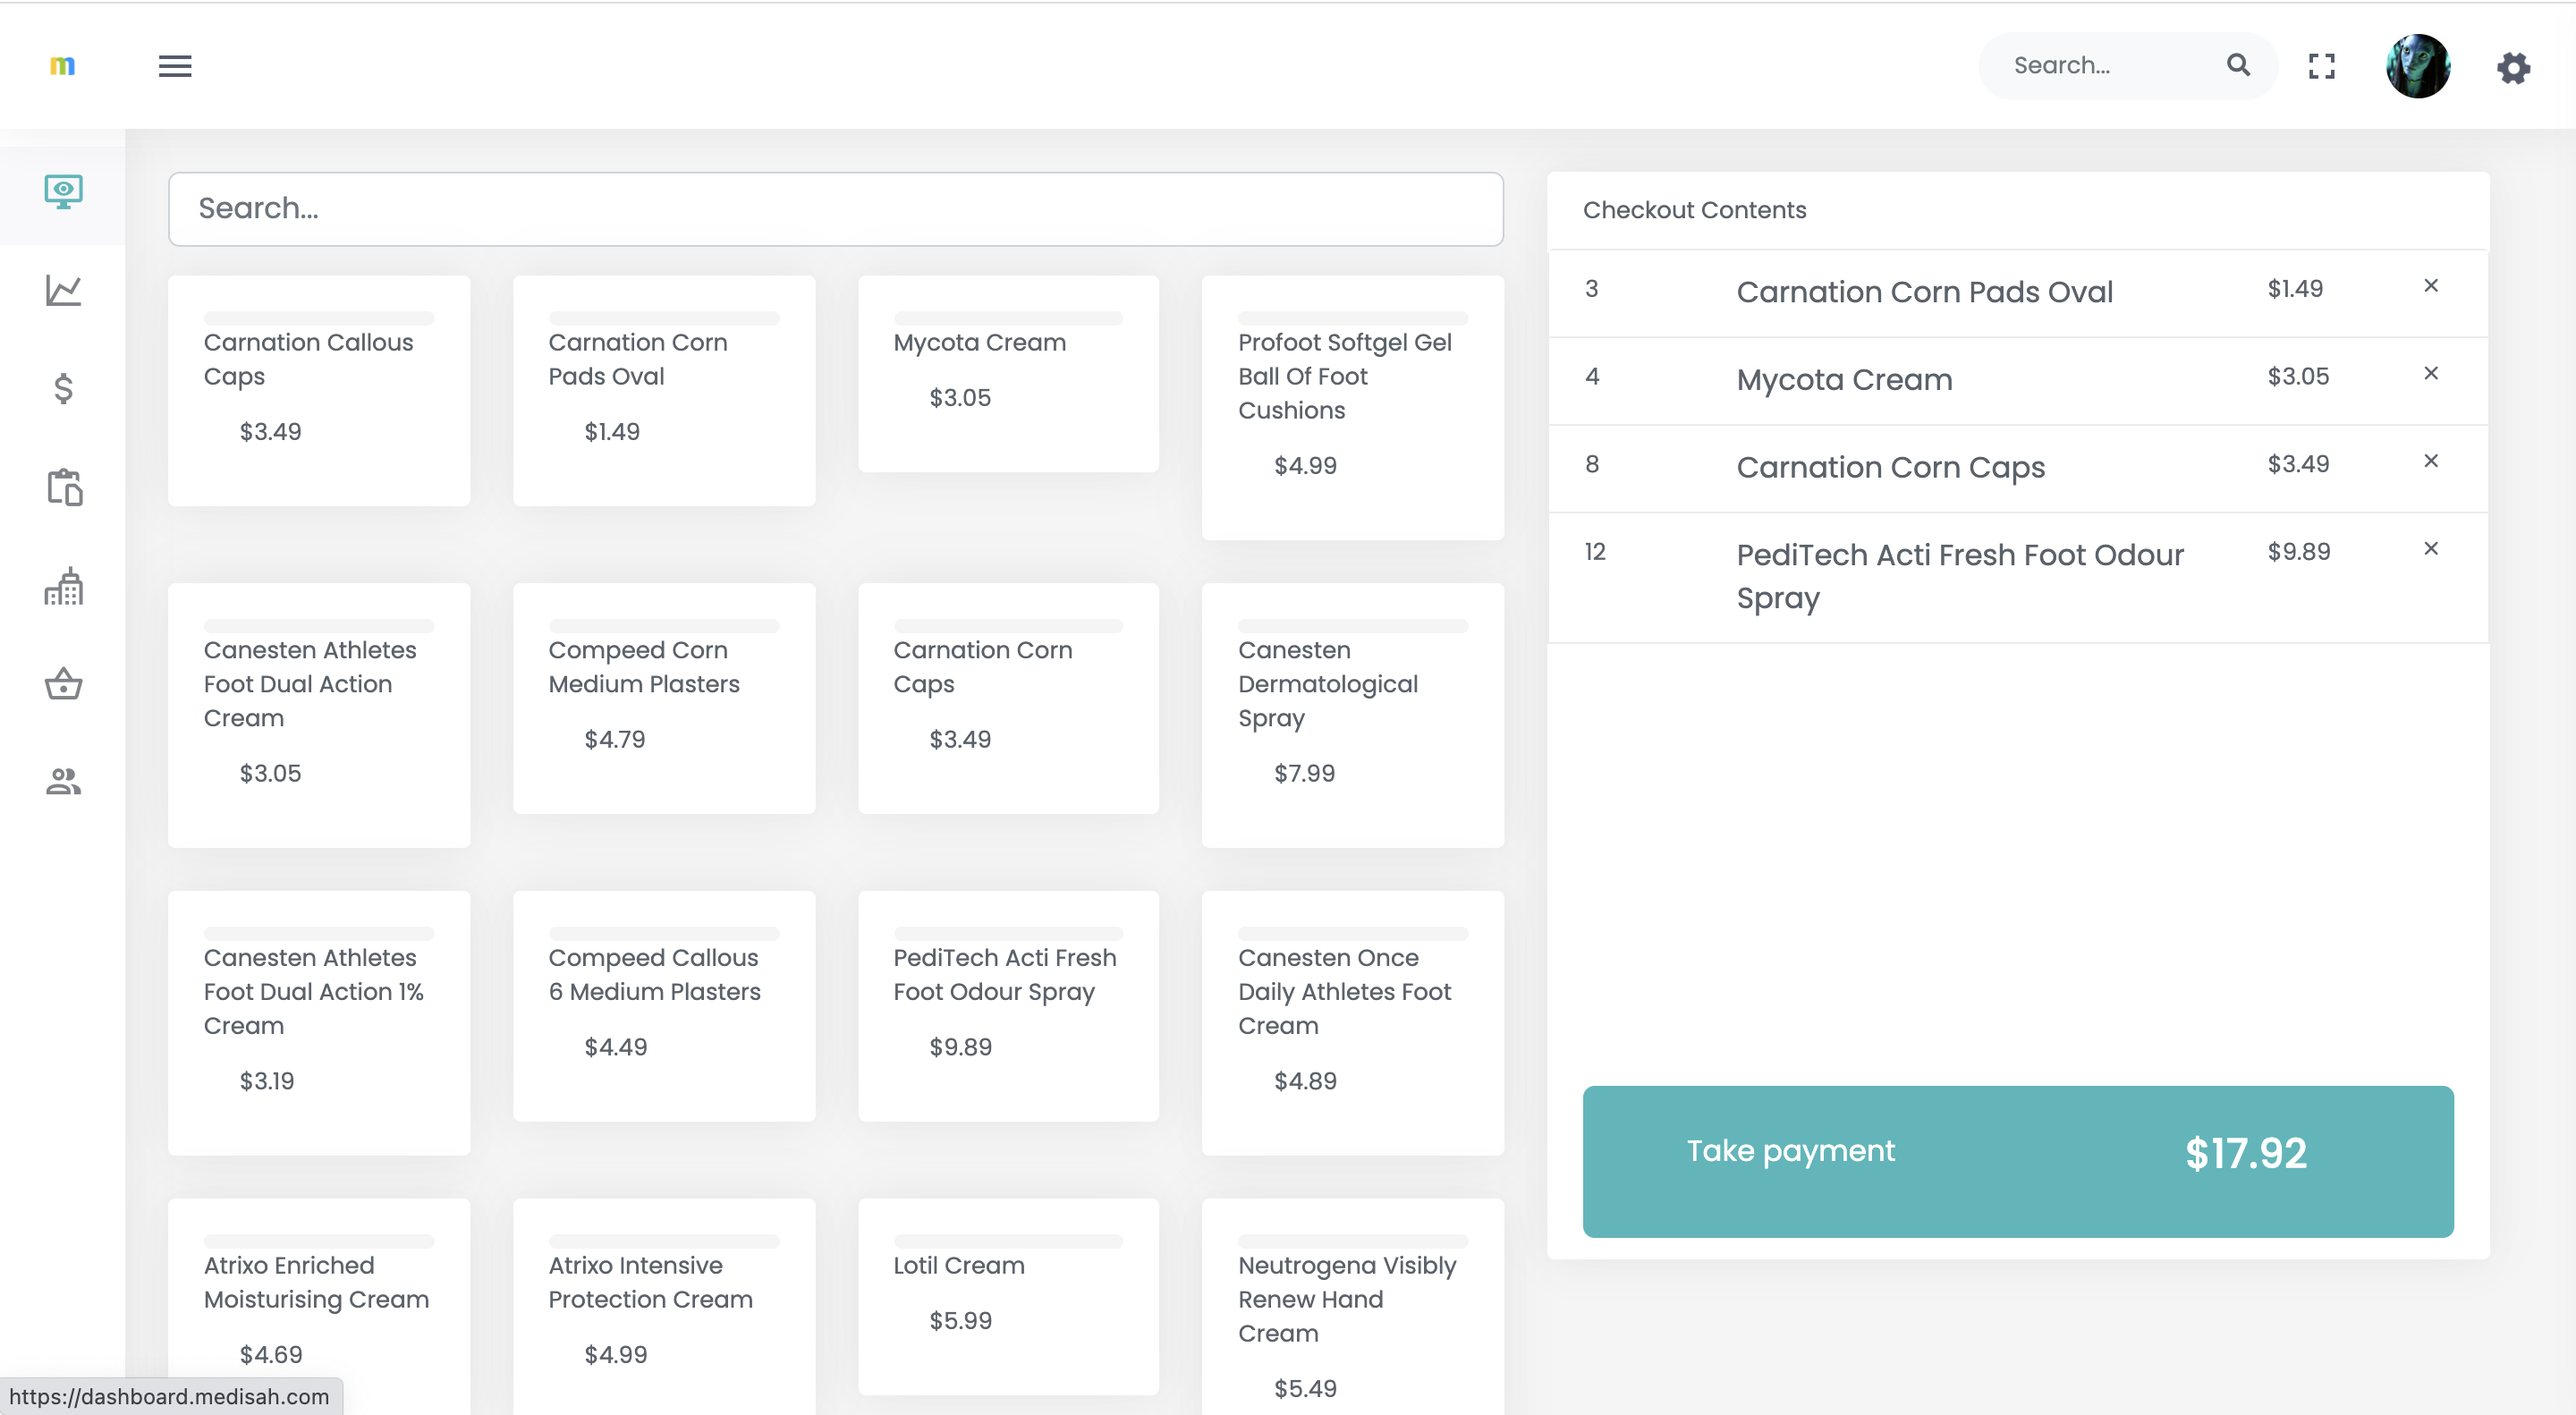 m
Search...
Search...
Carnation Callous
Caps
$3.49
Carnation Corn
Pads Oval
$1.49
Mycota Cream
$3.05
Profoot Softgel Gel
Ball Of Foot
Cushions
$4.99
Canesten Athletes
Foot Dual Action
Cream
$3.05
Compeed Corn
Medium Plasters
$4.79
Carnation Corn
Caps
$3.49
Canesten
Dermatological
Spray
$7.99
Canesten Athletes
Foot Dual Action 1%
Cream
$3.19
Compeed Callous
6 Medium Plasters
$4.49
PediTech Acti Fresh
Foot Odour Spray
$9.89
Canesten Once
Daily Athletes Foot
Cream
$4.89
Atrixo Enriched
Moisturising Cream
$4.69
Atrixo Intensive
Protection Cream
$4.99
Lotil Cream
$5.99
Neutrogena Visibly
Renew Hand
Cream
$5.49
Checkout Contents
3 Carnation Corn Pads Oval $1.49 ×
4 Mycota Cream $3.05 ×
8 Carnation Corn Caps $3.49 ×
12 PediTech Acti Fresh Foot Odour $9.89 ×
Spray
Take payment $17.92
https://dashboard.medisah.com